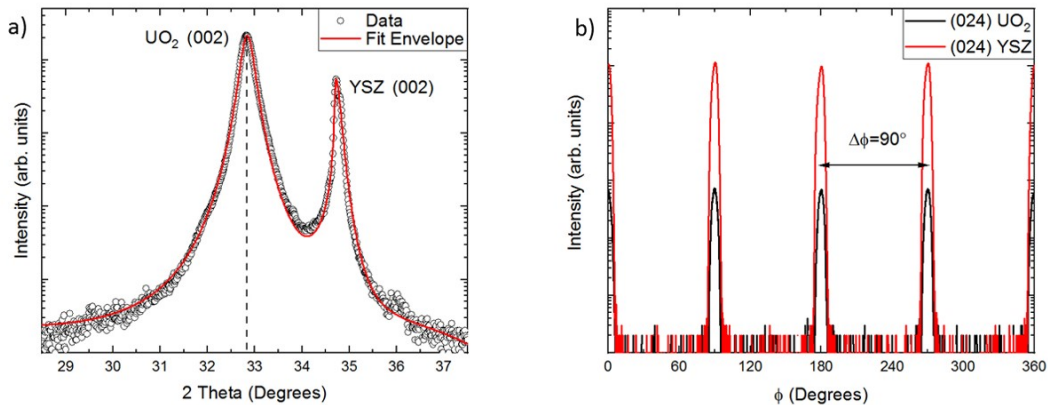 a)
UO₂ (002)
Data
Fit Envelope
YSZ (002)
Intensity (arb. units)
29 30 31 32 33 34 35 36 37
2 Theta (Degrees)
b)
(024) UO₂
(024) YSZ
Δϕ=90°
Intensity (arb. units)
0 60 120 180 240 300 360
ϕ (Degrees)